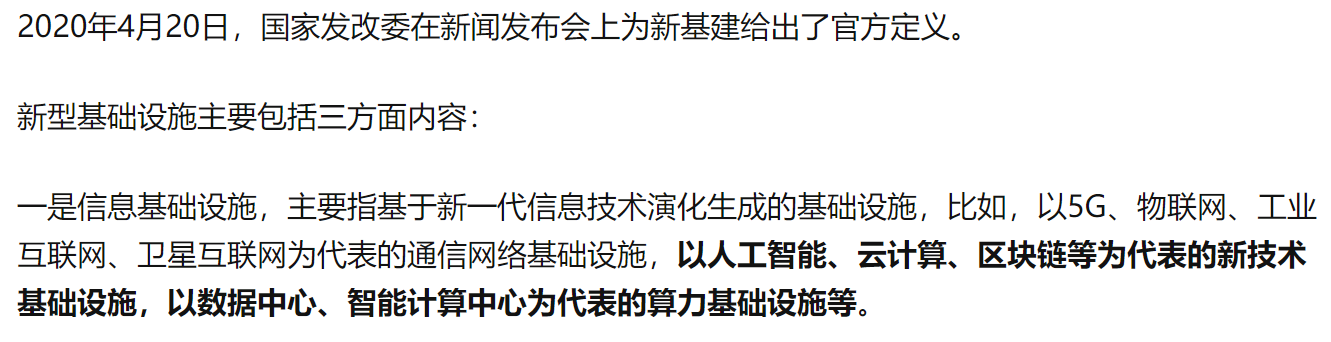 2020年4月20日，国家发改委在新闻发布会上为新基建给出了官方定义。
新型基础设施主要包括三方面内容：
一是信息基础设施，主要指基于新一代信息技术演化生成的基础设施，比如，以5G、物联网、工业
互联网、卫星互联网为代表的通信网络基础设施，以人工智能、云计算、区块链等为代表的新技术
基础设施，以数据中心、智能计算中心为代表的算力基础设施等。